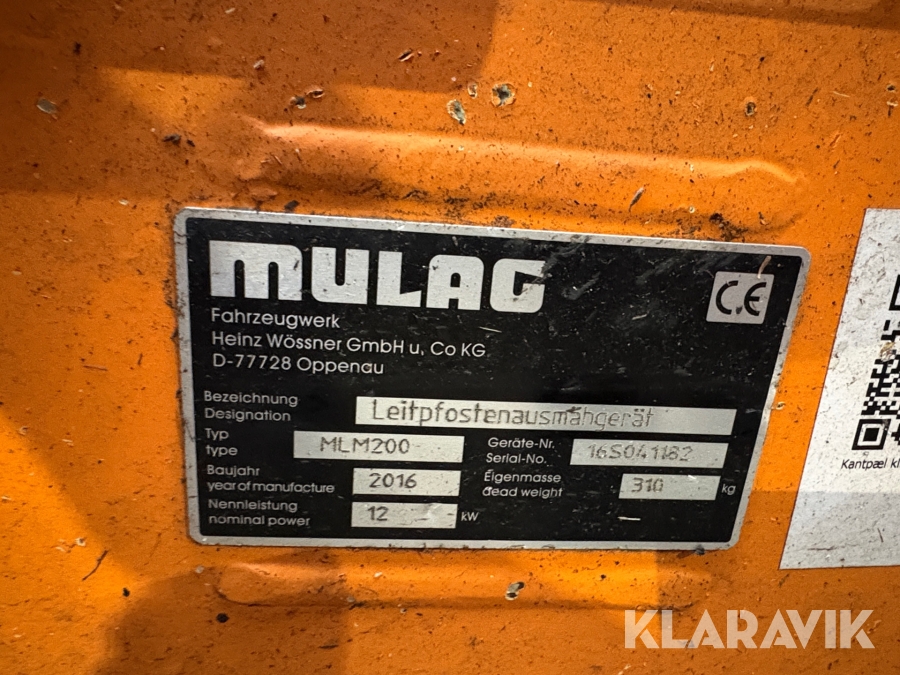 MULAG
CE
Fahrzeugwerk
Heinz Wössner GmbH u. Co KG
D-77728 Oppenau
Bezeichnung
Designation
Leitpfostenausmähgerät
Typ
type
MLM200
Geräte-Nr.
Serial-No.
16S041182
Baujahr
year of manufacture
2016
Eigenmasse
dead weight
310
kg
Nennleistung
nominal power
12
kW
Kantpæl kl
KLARAVIK